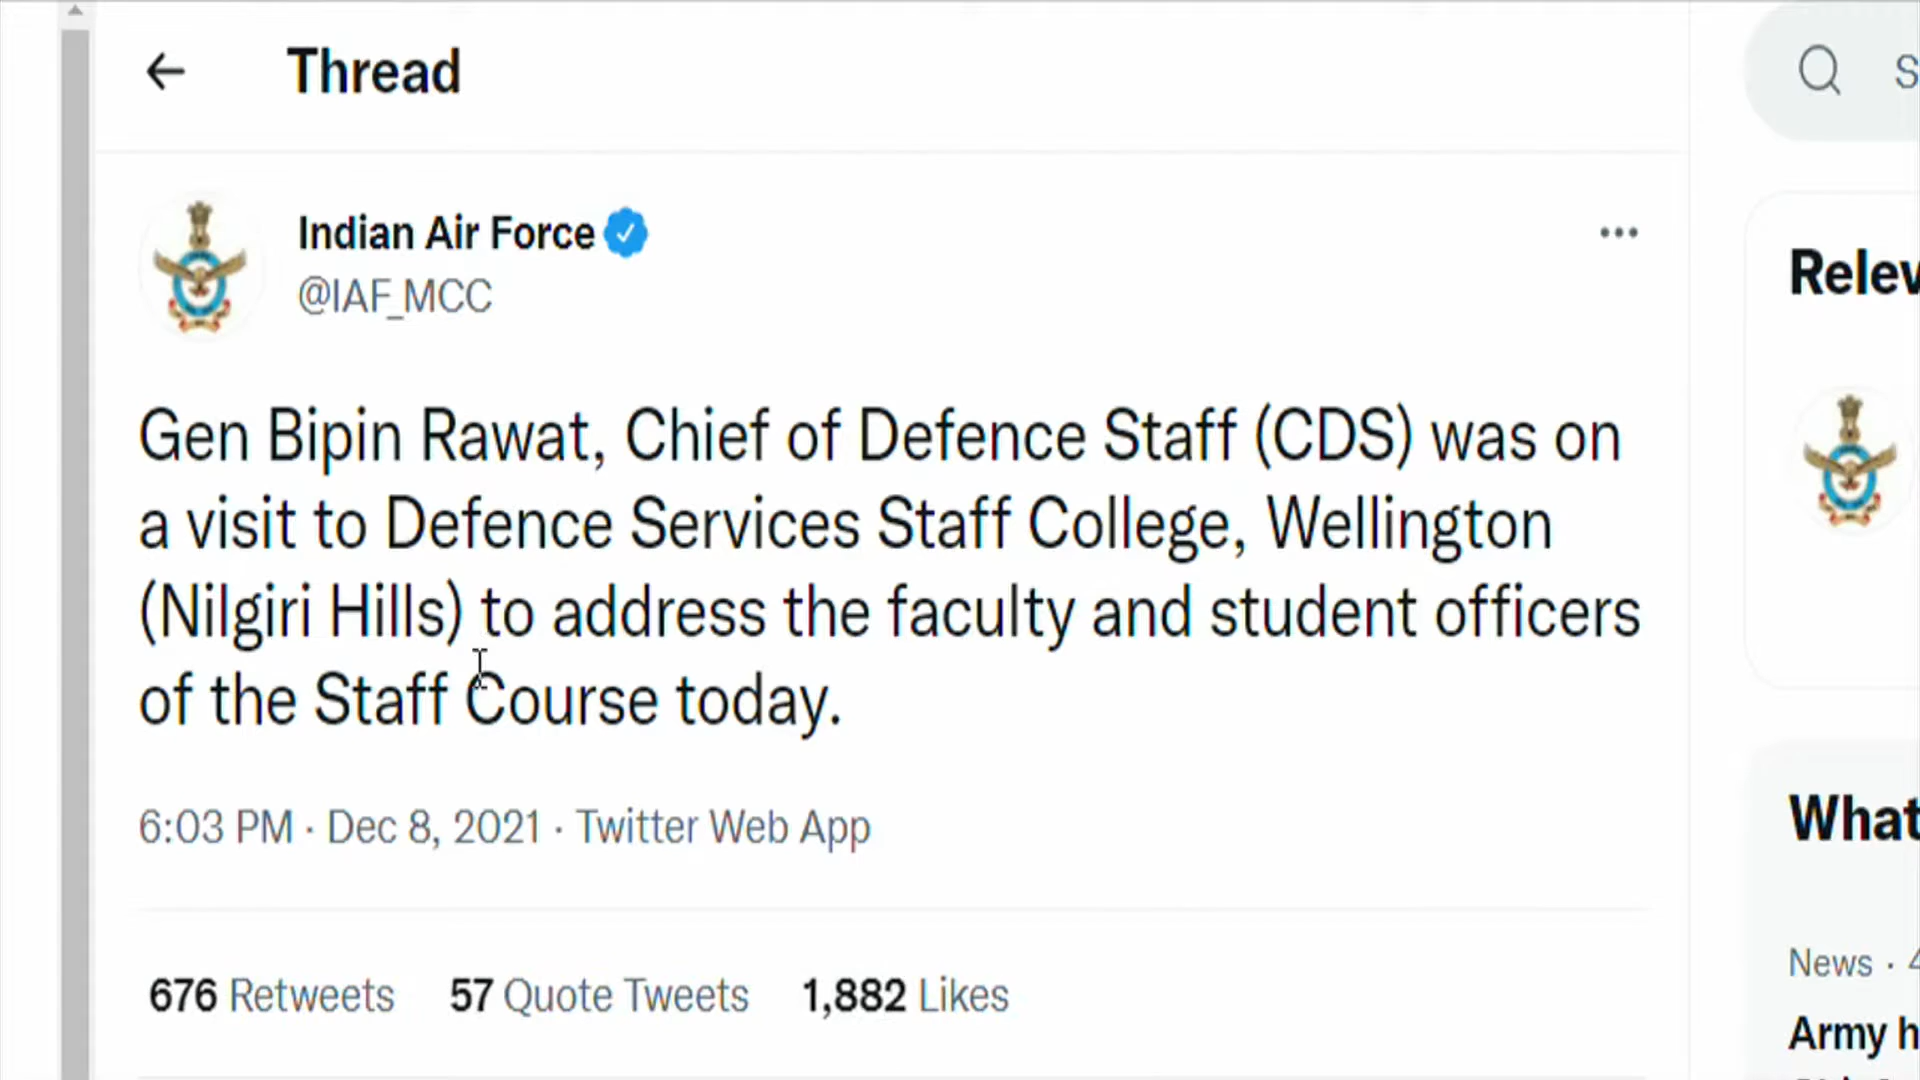 Thread
Indian Air Force
@IAF_MCC
Gen Bipin Rawat, Chief of Defence Staff (CDS) was on
a visit to Defence Services Staff College, Wellington
(Nilgiri Hills) to address the faculty and student officers
of the Staff Course today.
6:03 PM · Dec 8, 2021 · Twitter Web App
676 Retweets 57 Quote Tweets 1,882 Likes
What
News ·
Army